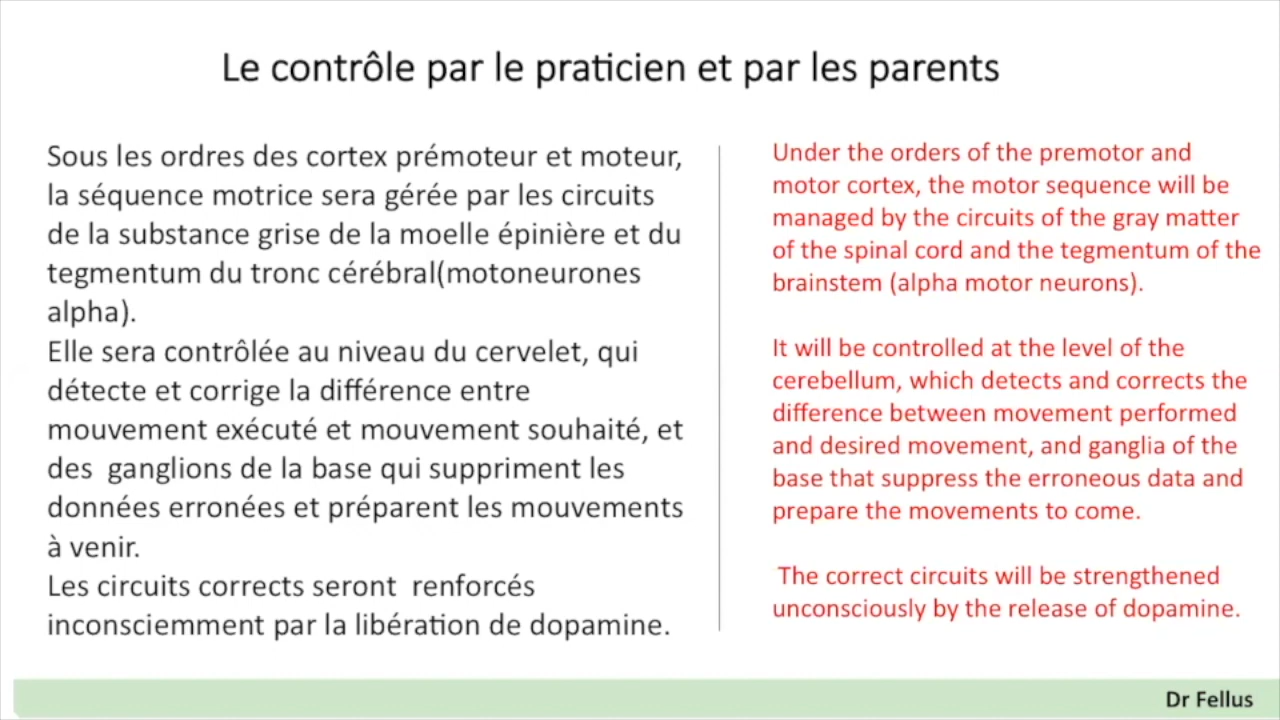 Le contrôle par le praticien et par les parents
Sous les ordres des cortex prémoteur et moteur,
la séquence motrice sera gérée par les circuits
de la substance grise de la moelle épinière et du
tegmentum du tronc cérébral(motoneurones
alpha).
Elle sera contrôlée au niveau du cervelet, qui
détecte et corrige la différence entre
mouvement exécuté et mouvement souhaité, et
des  ganglions de la base qui suppriment les
données erronées et préparent les mouvements
à venir.
Les circuits corrects seront  renforcés
inconsciemment par la libération de dopamine.
Under the orders of the premotor and
motor cortex, the motor sequence will be
managed by the circuits of the gray matter
of the spinal cord and the tegmentum of the
brainstem (alpha motor neurons).
It will be controlled at the level of the
cerebellum, which detects and corrects the
difference between movement performed
and desired movement, and ganglia of the
base that suppress the erroneous data and
prepare the movements to come.
The correct circuits will be strengthened
unconsciously by the release of dopamine.
Dr Fellus